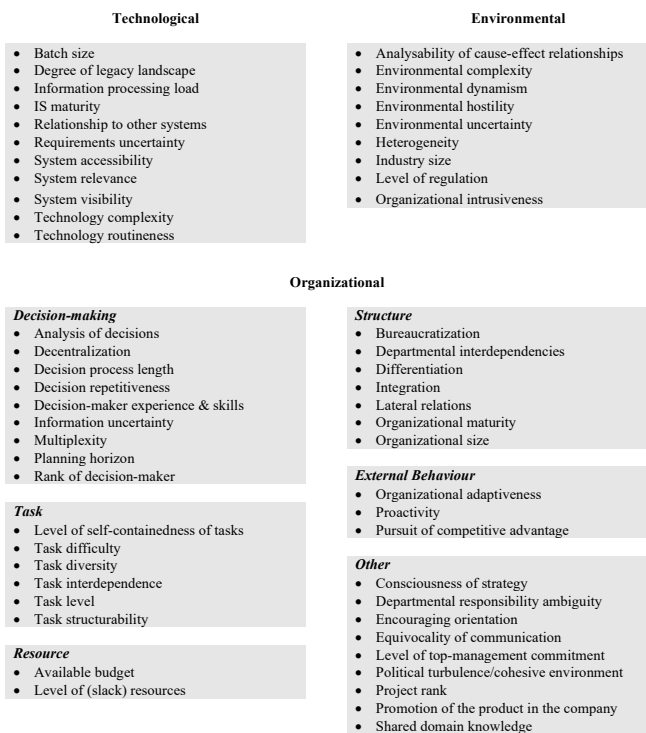 Technological
• Batch size
• Degree of legacy landscape
• Information processing load
• IS maturity
• Relationship to other systems
• Requirements uncertainty
• System accessibility
• System relevance
• System visibility
• Technology complexity
• Technology routineness
Environmental
• Analysability of cause-effect relationships
• Environmental complexity
• Environmental dynamism
• Environmental hostility
• Environmental uncertainty
• Heterogeneity
• Industry size
• Level of regulation
• Organizational intrusiveness
Organizational
Decision-making
• Analysis of decisions
• Decentralization
• Decision process length
• Decision repetitiveness
• Decision-maker experience & skills
• Information uncertainty
• Multiplexity
• Planning horizon
• Rank of decision-maker
Task
• Level of self-containedness of tasks
• Task difficulty
• Task diversity
• Task interdependence
• Task level
• Task structurability
Resource
• Available budget
• Level of (slack) resources
Structure
• Bureaucratization
• Departmental interdependencies
• Differentiation
• Integration
• Lateral relations
• Organizational maturity
• Organizational size
External Behaviour
• Organizational adaptiveness
• Proactivity
• Pursuit of competitive advantage
Other
• Consciousness of strategy
• Departmental responsibility ambiguity
• Encouraging orientation
• Equivocality of communication
• Level of top-management commitment
• Political turbulence/cohesive environment
• Project rank
• Promotion of the product in the company
• Shared domain knowledge